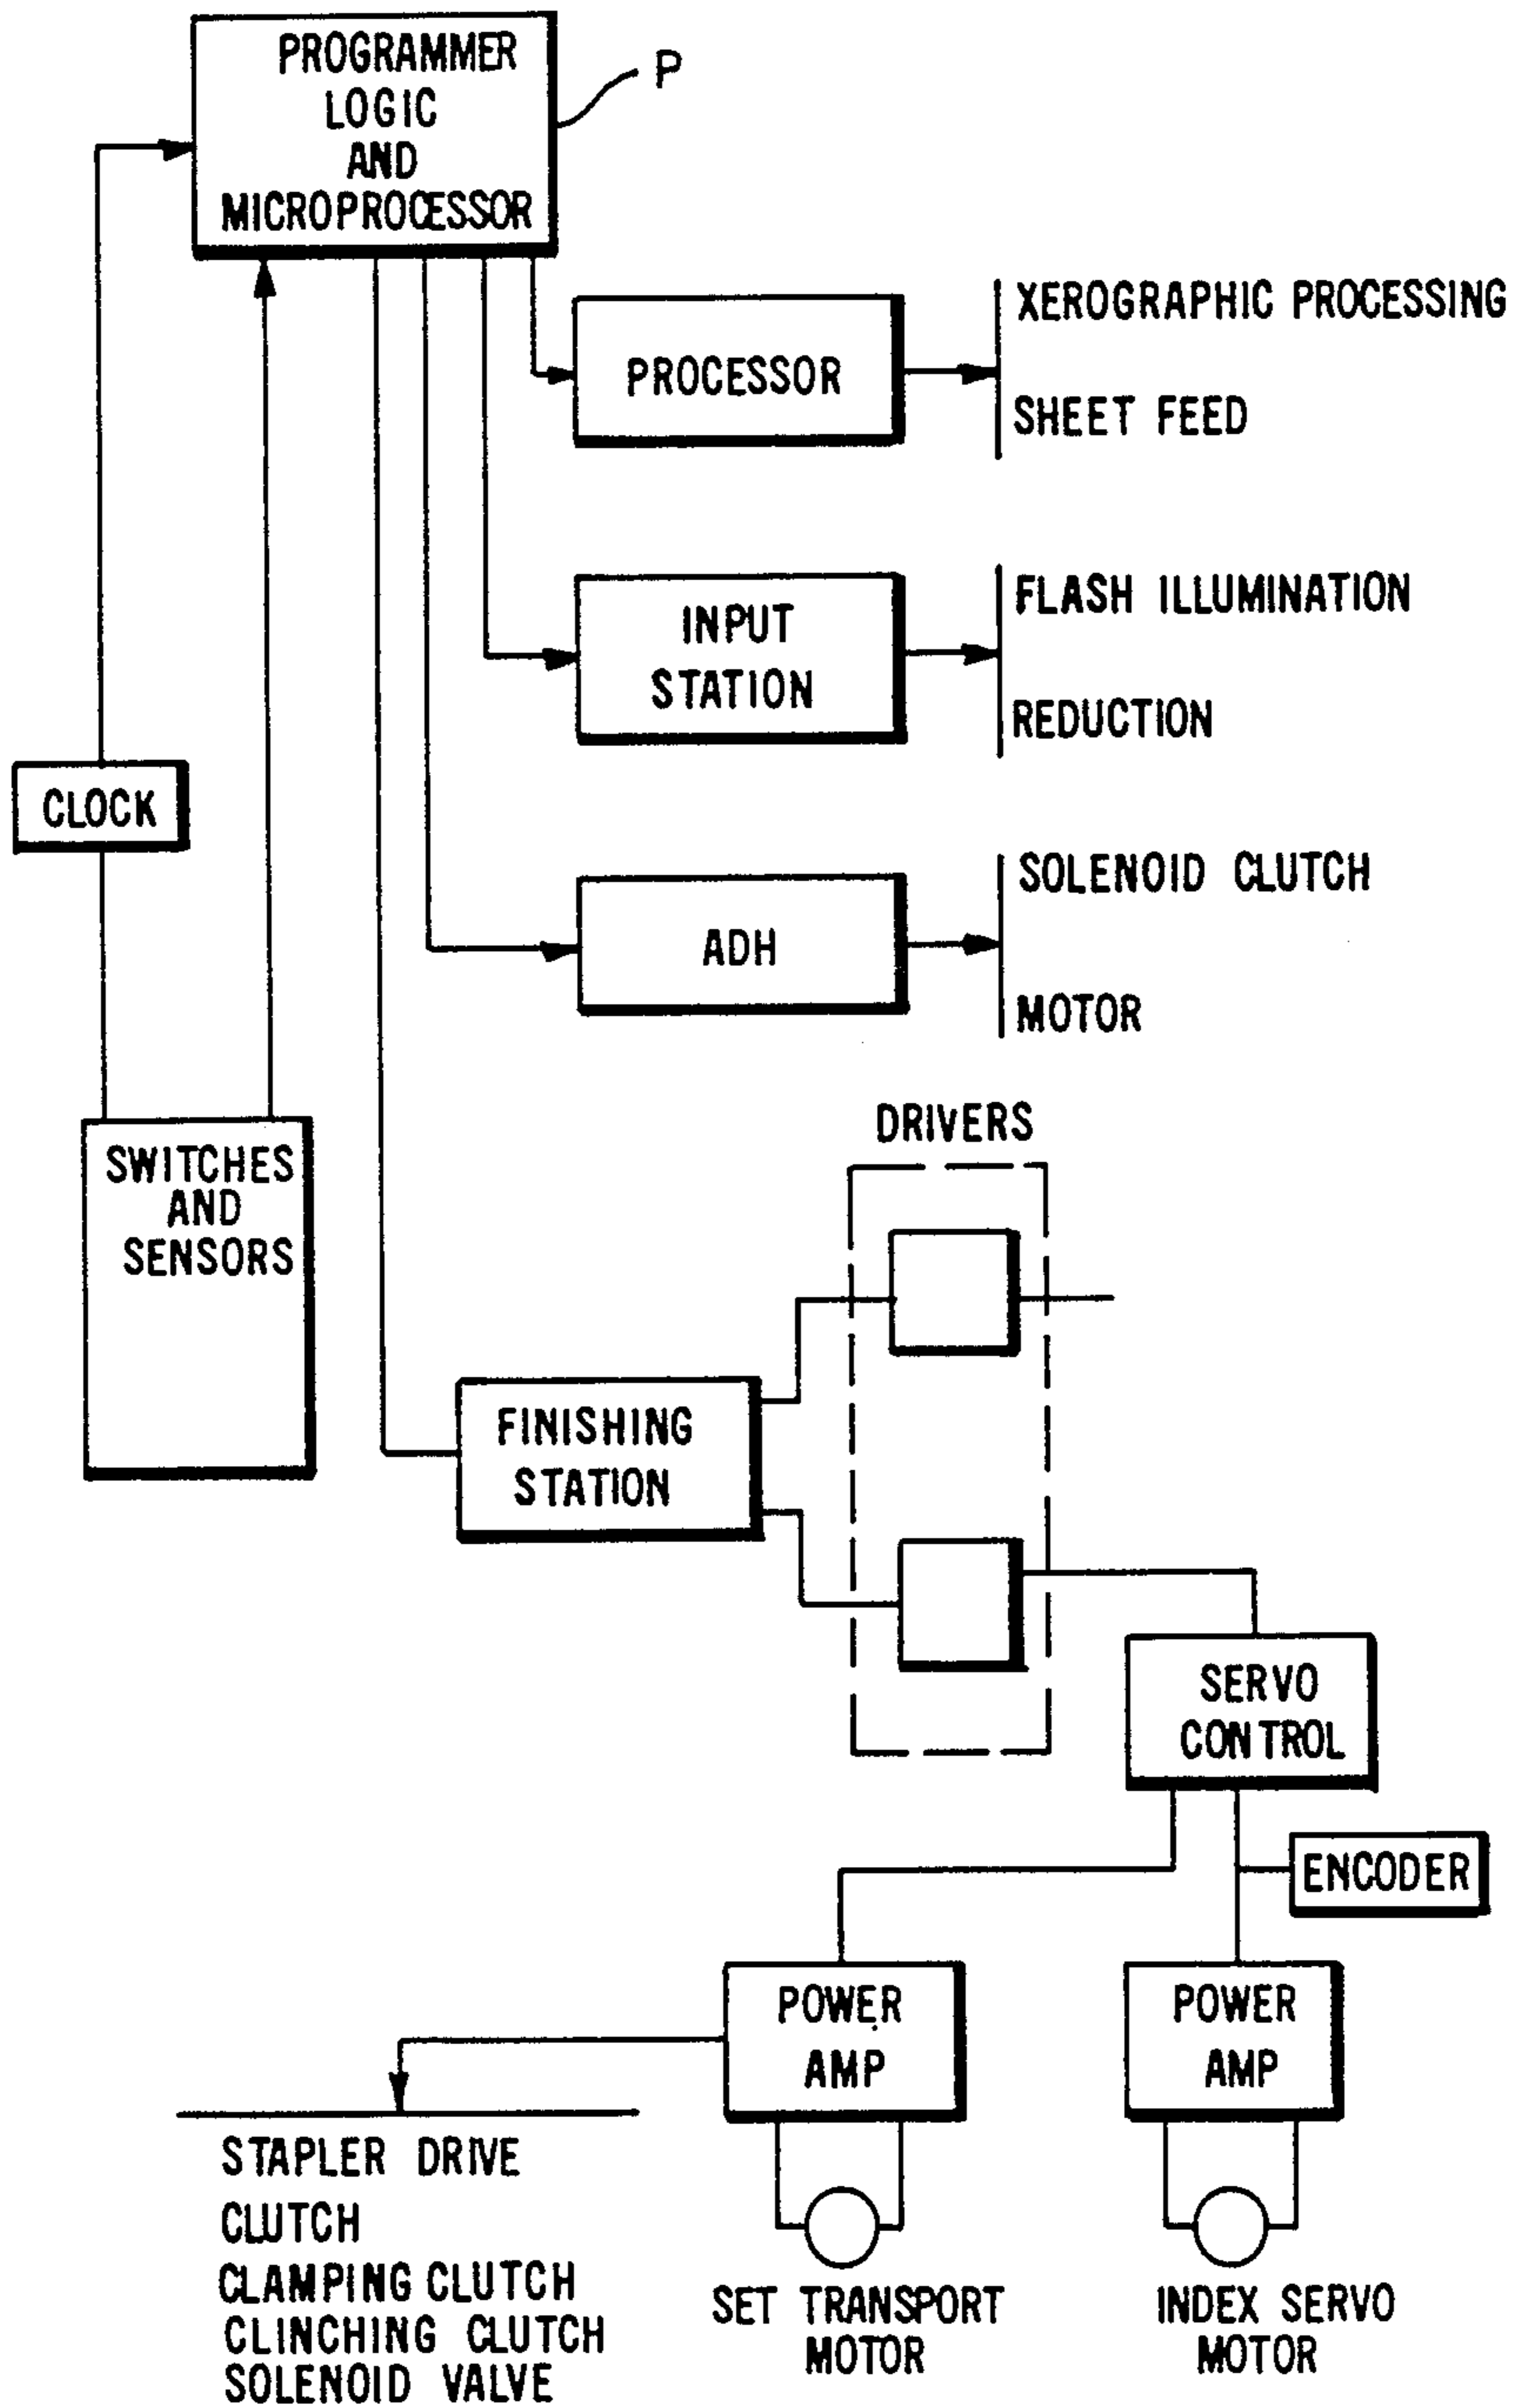 PROGRAMMER
LOGIC
AND
MICROPROCESSOR
P
PROCESSOR
XEROGRAPHIC PROCESSING
SHEET FEED
INPUT
STATION
FLASH ILLUMINATION
REDUCTION
CLOCK
ADH
SOLENOID CLUTCH
MOTOR
SWITCHES
AND
SENSORS
DRIVERS
FINISHING
STATION
SERVO
CONTROL
ENCODER
POWER
AMP
POWER
AMP
STAPLER DRIVE
CLUTCH
CLAMPING CLUTCH
CLINCHING CLUTCH
SOLENOID VALVE
SET TRANSPORT
MOTOR
INDEX SERVO
MOTOR